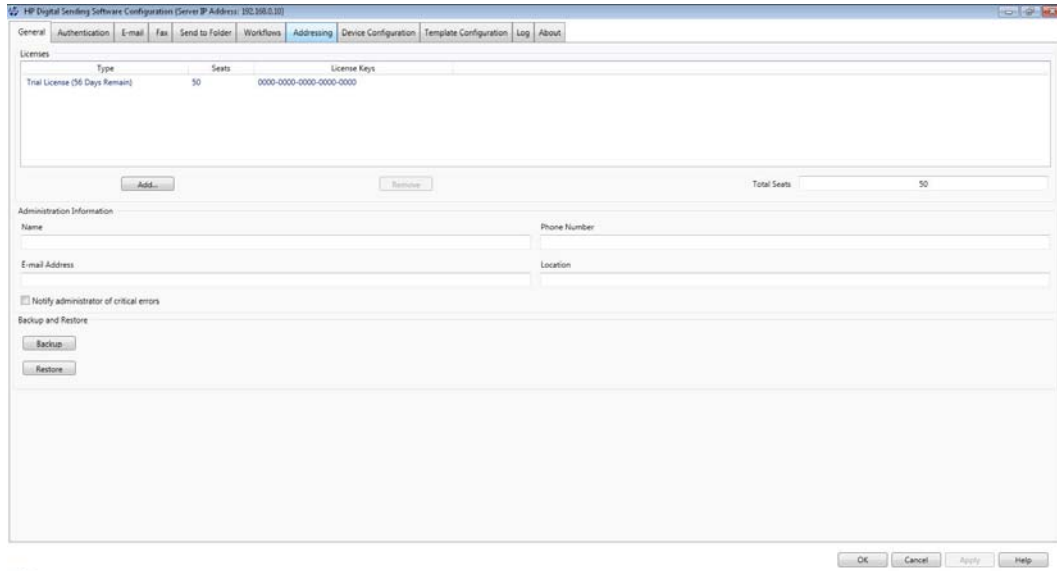 HP Digital Sending Software Configuration (Server IP Address: 192.168.0.10)
General Authentication E-mail Fax Send to Folder Workflows Addressing Device Configuration Template Configuration Log About
Licenses
Type Seats License Keys
Trial License (56 Days Remain) 50 0000-0000-0000-0000-0000
Add... Remove Total Seats 50
Administration Information
Name Phone Number
E-mail Address Location
Notify administrator of critical errors
Backup and Restore
Backup
Restore
OK Cancel Apply Help